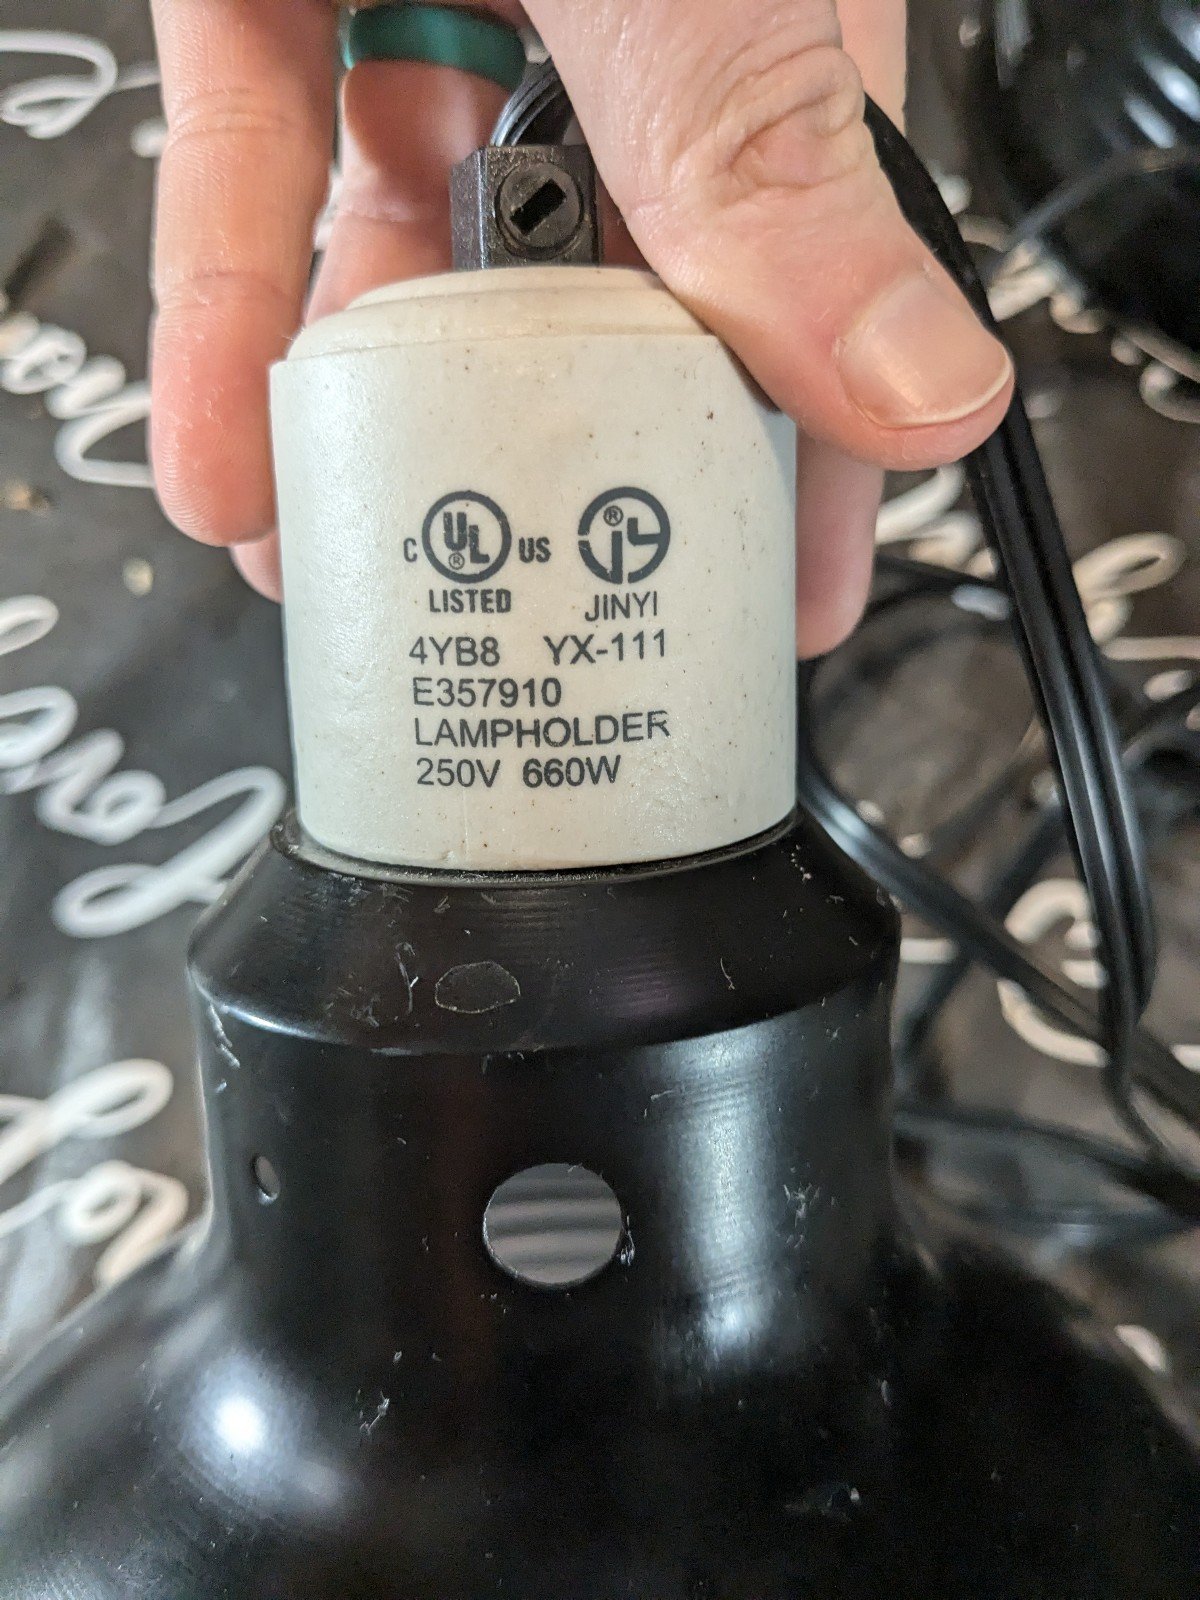 C UL® US ®
LISTED JINYI
4YB8 YX-111
E357910
LAMPHOLDER
250V 660W